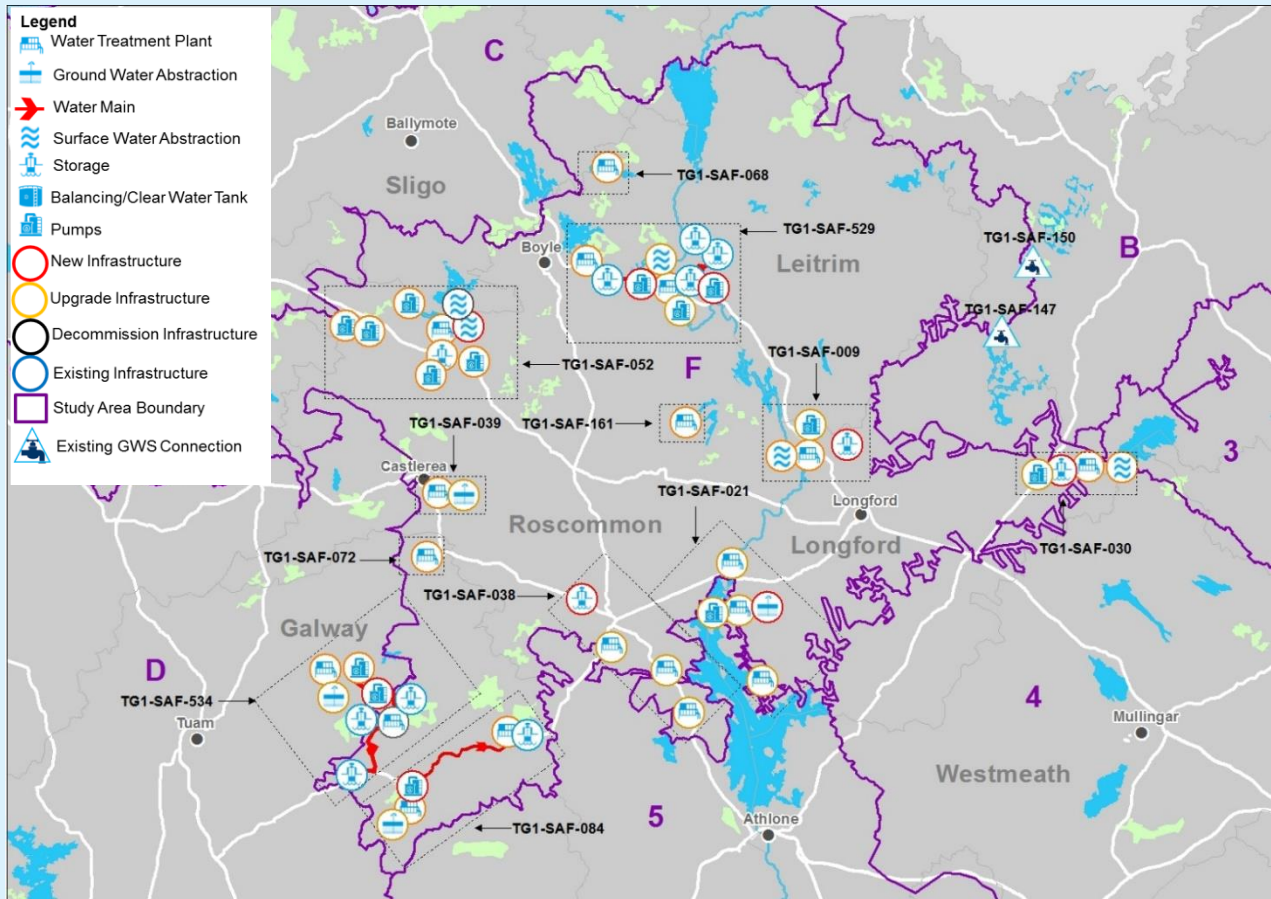 Legend
Water Treatment Plant
Ground Water Abstraction
Water Main
Surface Water Abstraction
Storage
Balancing/Clear Water Tank
Pumps
New Infrastructure
Upgrade Infrastructure
Decommission Infrastructure
Existing Infrastructure
Study Area Boundary
Existing GWS Connection
C
Ballymote
Sligo
TG1-SAF-068
TG1-SAF-529
Boyle
Leitrim
TG1-SAF-150
B
TG1-SAF-147
TG1-SAF-052
F
TG1-SAF-009
TG1-SAF-039
TG1-SAF-161
3
Castlerea
TG1-SAF-021
Longford
Roscommon
Longford
TG1-SAF-030
TG1-SAF-072
TG1-SAF-038
Galway
D
TG1-SAF-534
4
Tuam
Mullingar
Westmeath
5
Athlone
TG1-SAF-084